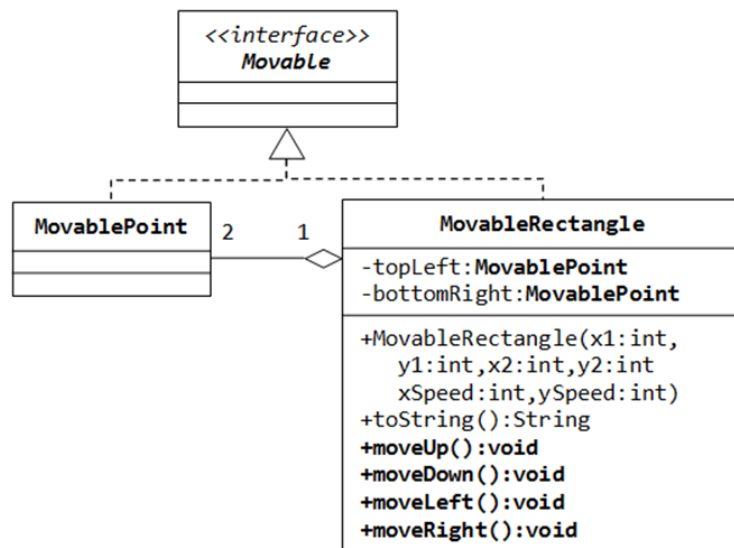 <<interface>>
Movable
MovablePoint
2
1
MovableRectangle
-topLeft:MovablePoint
-bottomRight:MovablePoint
+MovableRectangle(x1:int,
y1:int,x2:int,y2:int
xSpeed:int,ySpeed:int)
+toString():String
+moveUp():void
+moveDown():void
+moveLeft():void
+moveRight():void